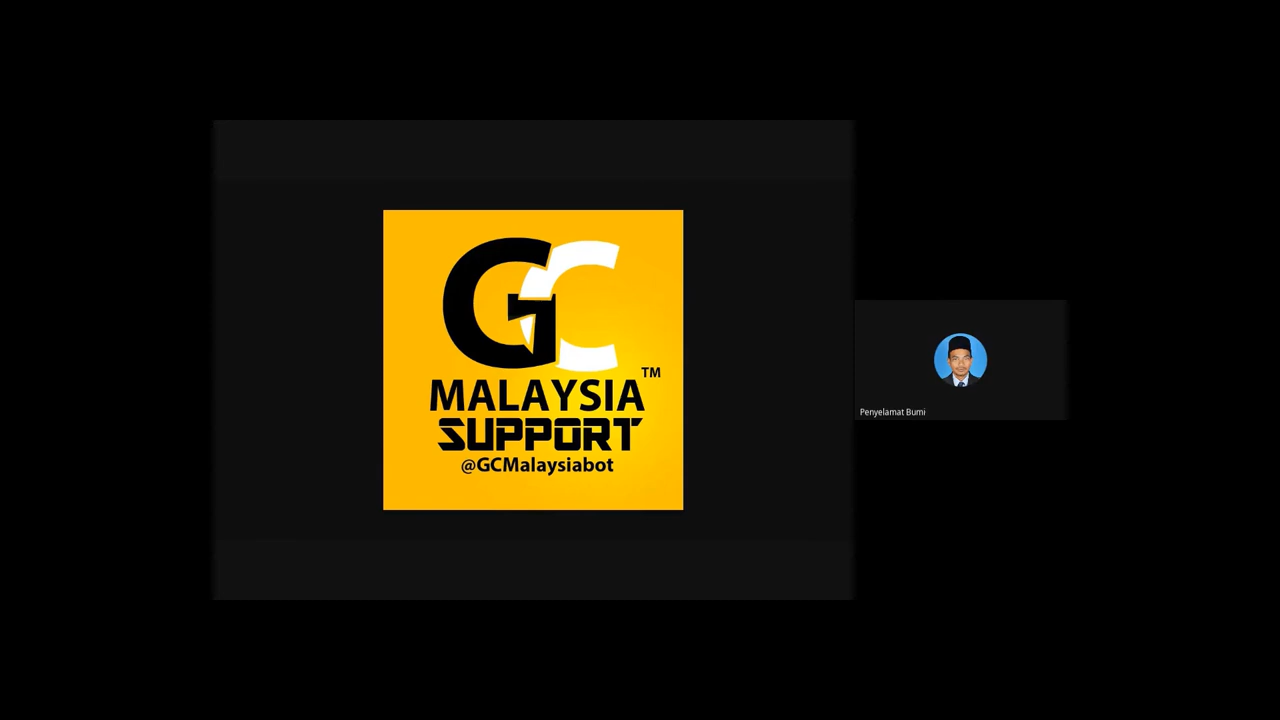 GC
MALAYSIA
TM
SUPPORT
@GCMalaysiabot
Penyelamat Bumi